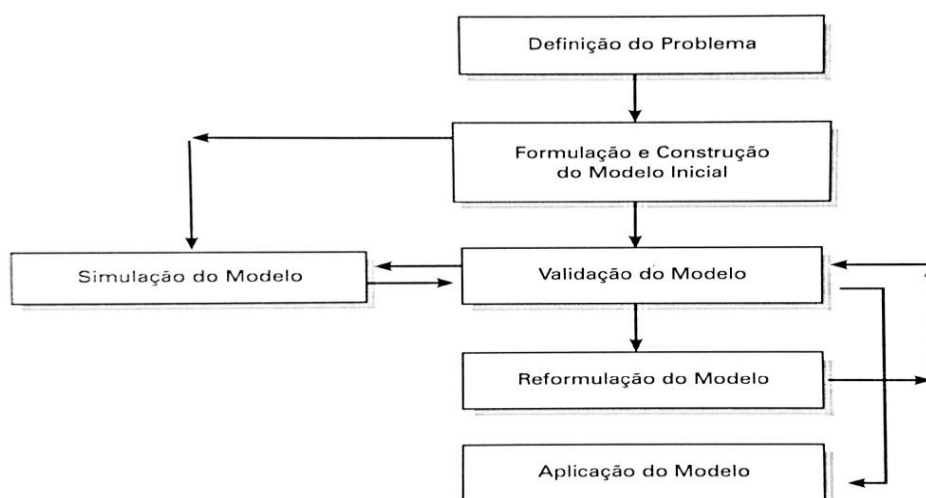 Definição do Problema
Formulação e Construção
do Modelo Inicial
Simulação do Modelo
Validação do Modelo
Reformulação do Modelo
Aplicação do Modelo